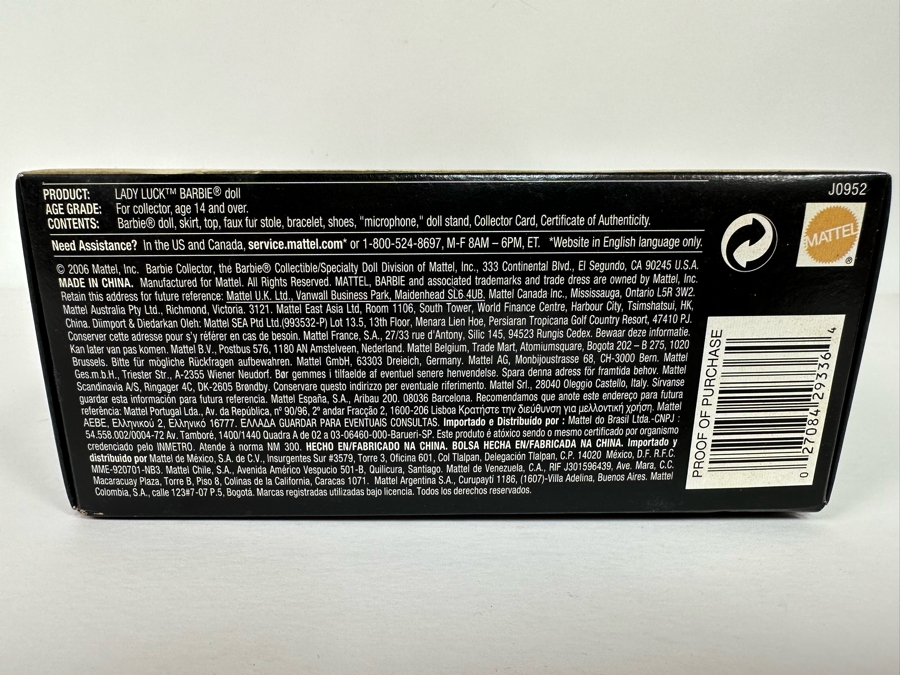 PRODUCT: LADY LUCK™ BARBIE® doll
AGE GRADE: For collector, age 14 and over.
CONTENTS: Barbie® doll, skirt, top, faux fur stole, bracelet, shoes, "microphone," doll stand, Collector Card, Certificate of Authenticity.
J0952
MATTEL®
Need Assistance? In the US and Canada, service.mattel.com* or 1-800-524-8697, M-F 8AM – 6PM, ET. *Website in English language only.
© 2006 Mattel, Inc. Barbie Collector, the Barbie® Collectible/Specialty Doll Division of Mattel, Inc., 333 Continental Blvd., El Segundo, CA 90245 U.S.A.
MADE IN CHINA. Manufactured for Mattel. All Rights Reserved. MATTEL, BARBIE and associated trademarks and trade dress are owned by Mattel, Inc.
Retain this address for future reference: Mattel U.K. Ltd., Vanwall Business Park, Maidenhead SL6 4UB. Mattel Canada Inc., Mississauga, Ontario L5R 3W2.
Mattel Australia Pty Ltd., Richmond, Victoria. 3121. Mattel East Asia Ltd, Room 1106, South Tower, World Finance Centre, Harbour City, Tsimshatsui, HK,
China. Diimport & Diedarkan Oleh: Mattel SEA Ptd Ltd.(993532-P) Lot 13.5, 13th Floor, Menara Lien Hoe, Persiaran Tropicana Golf Country Resort, 47410 PJ.
Conserver cette adresse pour s'y référer en cas de besoin. Mattel France, S.A., 27/33 rue d'Antony, Silic 145, 94523 Rungis Cedex. Bewaar deze informatie.
Kan later van pas komen. Mattel B.V., Postbus 576, 1180 AN Amstelveen, Nederland. Mattel Belgium, Trade Mart, Atomiumsquare, Bogota 202 – B 275, 1020
Brussels. Bitte für mögliche Rückfragen aufbewahren. Mattel GmbH, 63303 Dreieich, Germany. Mattel AG, Monbijoustrasse 68, CH-3000 Bern. Mattel
Ges.m.b.H., Triester Str., A-2355 Wiener Neudorf. Bør gemmes i tilfælde af eventuel senere henvendelse. Spara denna adress för framtida behov. Mattel
Scandinavia A/S, Ringager 4C, DK-2605 Brøndby. Conservare questo indirizzo per eventuale riferimento. Mattel Srl., 28040 Oleggio Castello, Italy. Sirvanse
guardar esta información para futura referencia. Mattel España, S.A., Aribau 200. 08036 Barcelona. Recomendamos que anote este endereço para futura
referência: Mattel Portugal Lda., Av. da República, nº 90/96, 2º andar Fracção 2, 1600-206 Lisboa Κρατήστε την διεύθυνση για μελλοντική χρήση. Mattel
AEBE, Ελληνικού 2, Ελληνικό 16777. ΕΛΛΑΔΑ GUARDAR PARA EVENTUAIS CONSULTAS. Importado e Distribuído por : Mattel do Brasil Ltda.-CNPJ :
54.558.002/0004-72 Av. Tamboré, 1400/1440 Quadra A de 02 a 03-06460-000-Barueri-SP. Este produto é atóxico sendo o mesmo certificado por organismo
credenciado pelo INMETRO. Atende à norma NM 300. HECHO EN/FABRICADO NA CHINA. BOLSA HECHA EN/FABRICADA NA CHINA. Importado y
distribuido por Mattel de México, S.A. de C.V., Insurgentes Sur #3579, Torre 3, Oficina 601, Col Tlalpan, Delegación Tlalpan, C.P. 14020 México, D.F. R.F.C.
MME-920701-NB3. Mattel Chile, S.A., Avenida Américo Vespucio 501-B, Quilicura, Santiago. Mattel de Venezuela, C.A., RIF J301596439, Ave. Mara, C.C.
Macaracuay Plaza, Torre B, Piso 8, Colinas de la California, Caracas 1071. Mattel Argentina S.A., Curupayti 1186, (1607)-Villa Adelina, Buenos Aires. Mattel
Colombia, S.A., calle 123#7-07 P.5, Bogotá. Marcas registradas utilizadas bajo licencia. Todos los derechos reservados.
PROOF OF PURCHASE
0 27084 29336 4